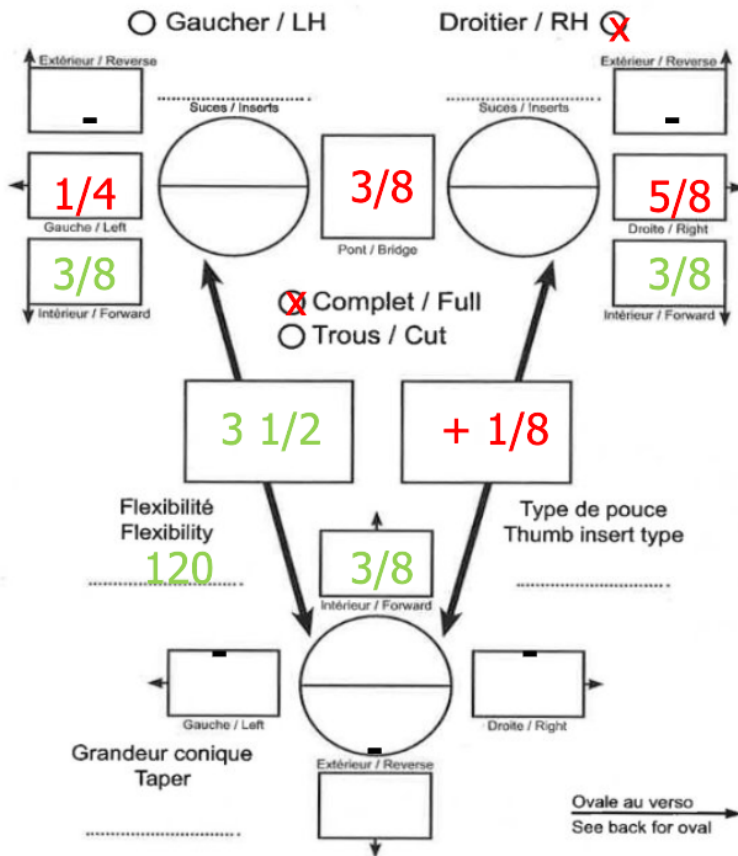 Gaucher / LH
Droitier / RH X
Extérieur / Reverse
Extérieur / Reverse
Suces / Inserts
Suces / Inserts
1/4
3/8
5/8
Gauche / Left
Pont / Bridge
Droite / Right
3/8
3/8
Intérieur / Forward
Intérieur / Forward
X Complet / Full
Trous / Cut
3 1/2
+ 1/8
Flexibilité
Flexibility
120
Type de pouce
Thumb insert type
3/8
Intérieur / Forward
Gauche / Left
Droite / Right
Grandeur conique
Taper
Extérieur / Reverse
Ovale au verso
See back for oval